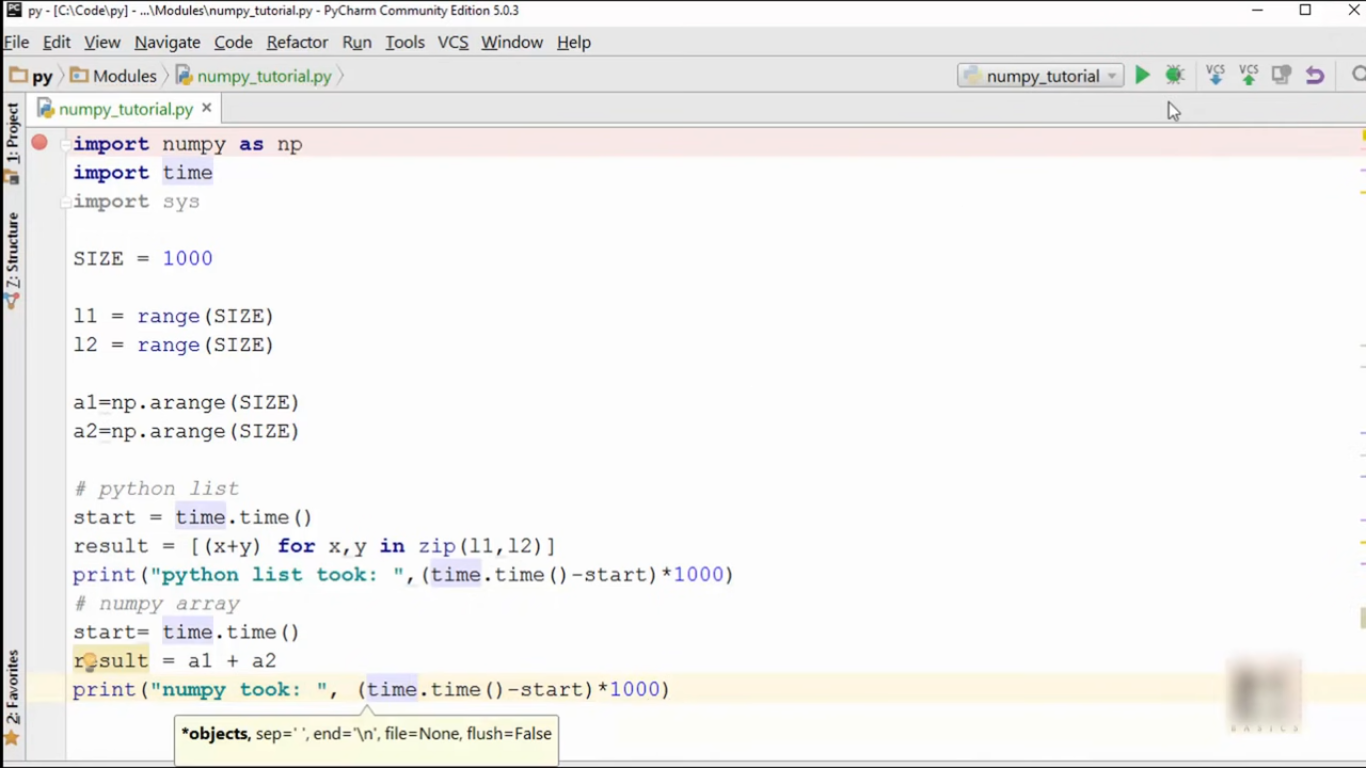 py - [C:\Code\py] - ...\Modules\numpy_tutorial.py - PyCharm Community Edition 5.0.3
File Edit View Navigate Code Refactor Run Tools VCS Window Help
py Modules numpy_tutorial.py numpy_tutorial VCS VCS
numpy_tutorial.py
1: Project
Z: Structure
2: Favorites
import numpy as np
import time
import sys
SIZE = 1000
l1 = range(SIZE)
l2 = range(SIZE)
a1=np.arange(SIZE)
a2=np.arange(SIZE)
# python list
start = time.time()
result = [(x+y) for x,y in zip(l1,l2)]
print("python list took: ",(time.time()-start)*1000)
# numpy array
start= time.time()
result = a1 + a2
print("numpy took: ", (time.time()-start)*1000)
*objects, sep=' ', end='\n', file=None, flush=False
BASICS